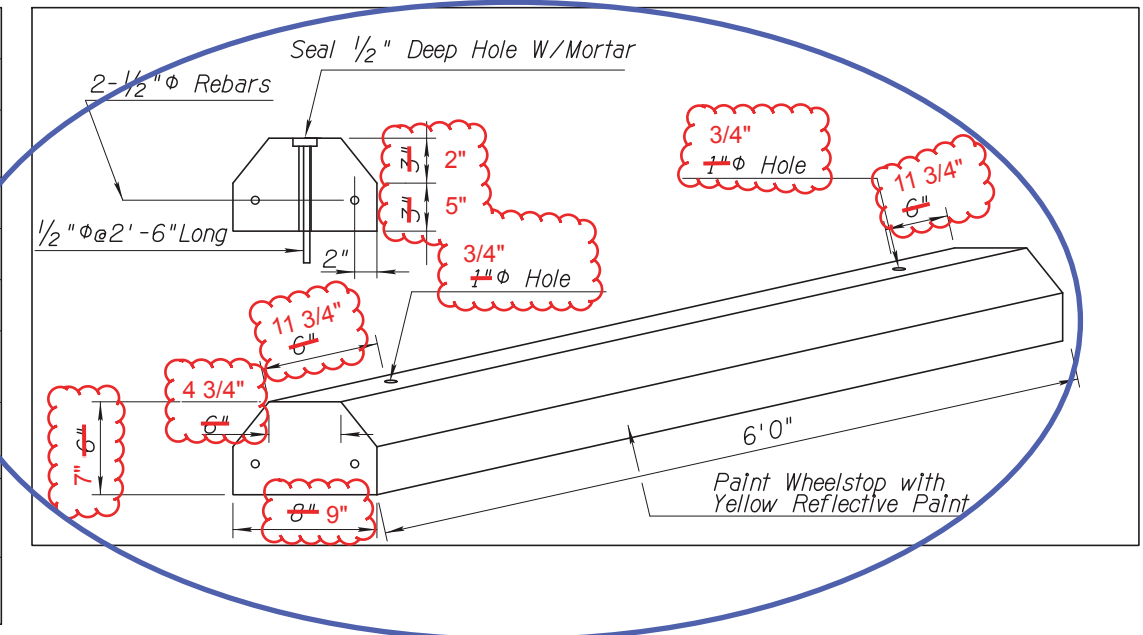 Seal 1/2" Deep Hole W/Mortar
2-1/2"Φ Rebars
3" 2"
3" 5"
1/2"Φ@2'-6"Long
2"
3/4"
1"Φ Hole
3/4"
1"Φ Hole
11 3/4"
6"
11 3/4"
6"
4 3/4"
6"
7" 6"
8" 9"
6'0"
Paint Wheelstop with
Yellow Reflective Paint